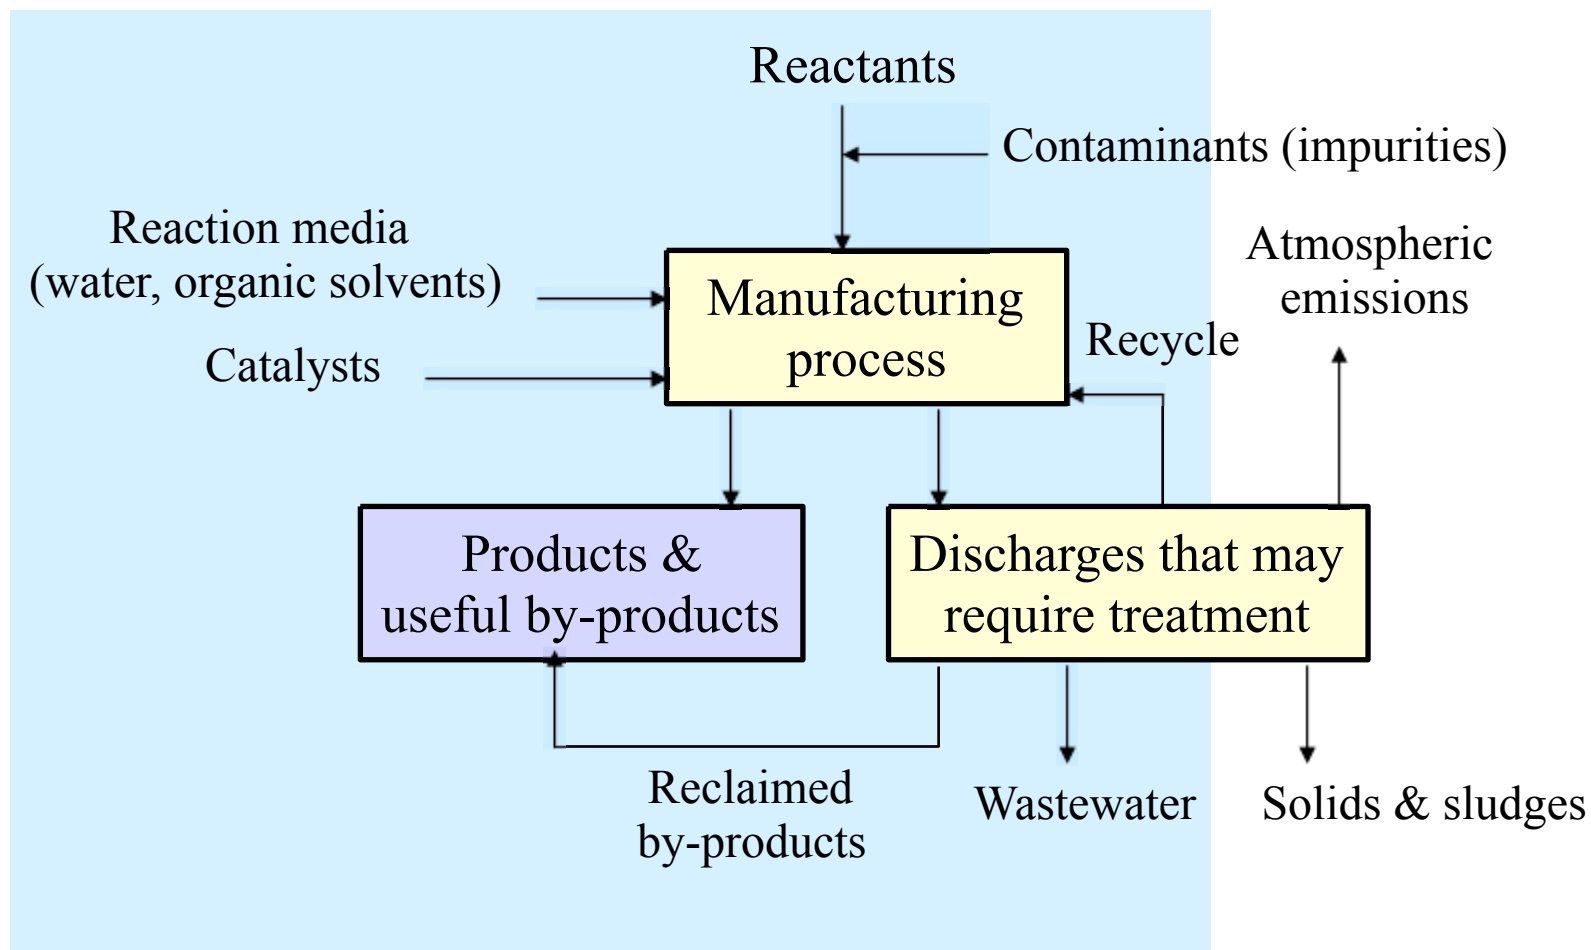 Reactants
Contaminants (impurities)
Reaction media
(water, organic solvents)
Atmospheric
emissions
Manufacturing
process
Recycle
Catalysts
Products &
useful by-products
Discharges that may
require treatment
Reclaimed
by-products
Wastewater
Solids & sludges